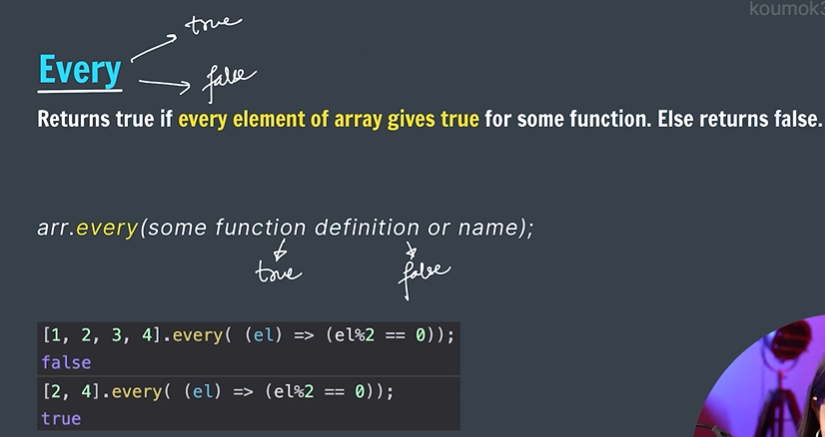 koumok3
true
Every
false
Returns true if every element of array gives true for some function. Else returns false.
arr.every(some function definition or name);
true false
[1, 2, 3, 4].every( (el) => (el%2 == 0));
false
[2, 4].every( (el) => (el%2 == 0));
true